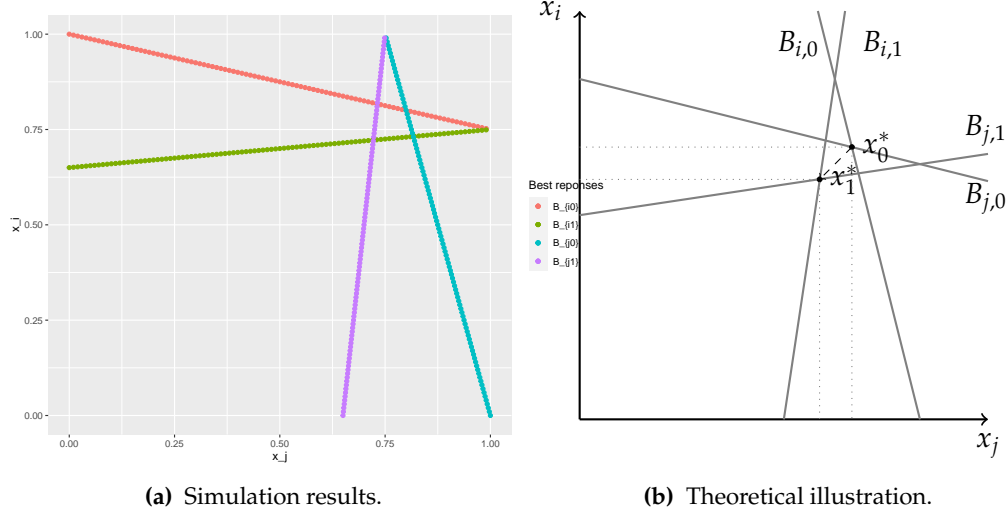 1.00
0.75
0.50
0.25
0.00
x_j
0.00 0.25 0.50 0.75 1.00
x_j
Best reponses
B_{i0}
B_{i1}
B_{j0}
B_{j1}
x_i
B_{i,0} B_{i,1}
B_{j,1}
x_0^*
x_1^*
B_{j,0}
x_j
(a) Simulation results.
(b) Theoretical illustration.